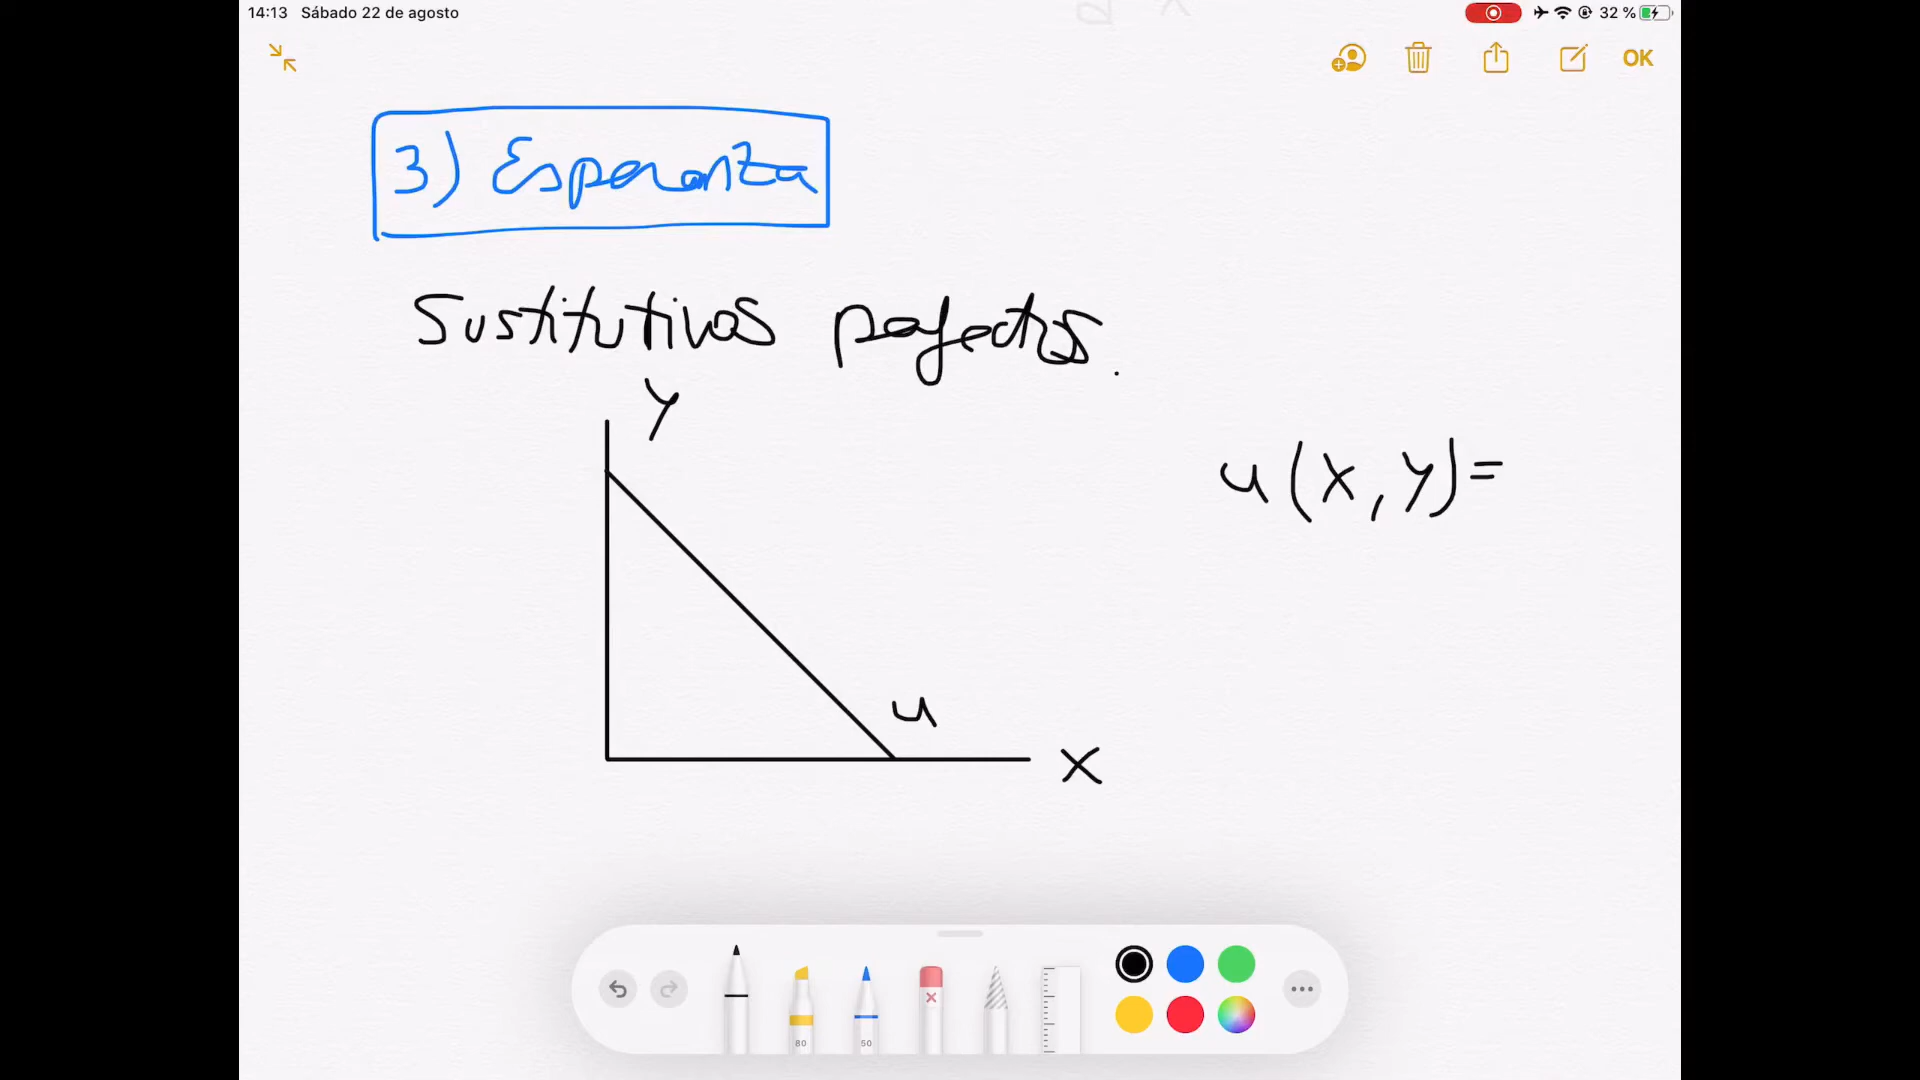 14:13 Sábado 22 de agosto
32 %
OK
3) Esperanza
Sustitutivos perfectos.
y
u(x, y)=
u
x
80
50